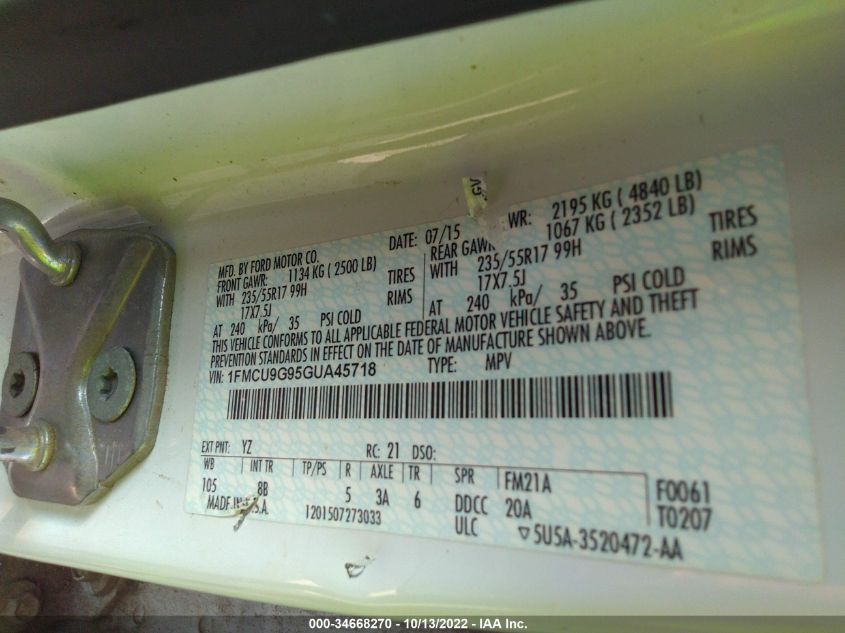 MFD. BY FORD MOTOR CO.
DATE: 07/15
WR: 2195 KG ( 4840 LB)
FRONT GAWR: 1134 KG ( 2500 LB)
REAR GAWR 1067 KG ( 2352 LB)
WITH 235/55R17 99H TIRES
WITH 235/55R17 99H TIRES
17X7.5J RIMS
17X7.5J RIMS
AT 240 kPa/ 35 PSI COLD
AT 240 kPa/ 35 PSI COLD
THIS VEHICLE CONFORMS TO ALL APPLICABLE FEDERAL MOTOR VEHICLE SAFETY AND THEFT
PREVENTION STANDARDS IN EFFECT ON THE DATE OF MANUFACTURE SHOWN ABOVE.
VIN: 1FMCU9G95GUA45718 TYPE: MPV
EXT PNT: YZ RC: 21 DSO:
WB INT TR TP/PS R AXLE TR SPR FM21A F0061
105 8B 5 3A 6 DDCC 20A T0207
MADE IN U.S.A. 1201507273033 ULC 5U5A-3520472-AA
000-34668270 - 10/13/2022 - IAA Inc.